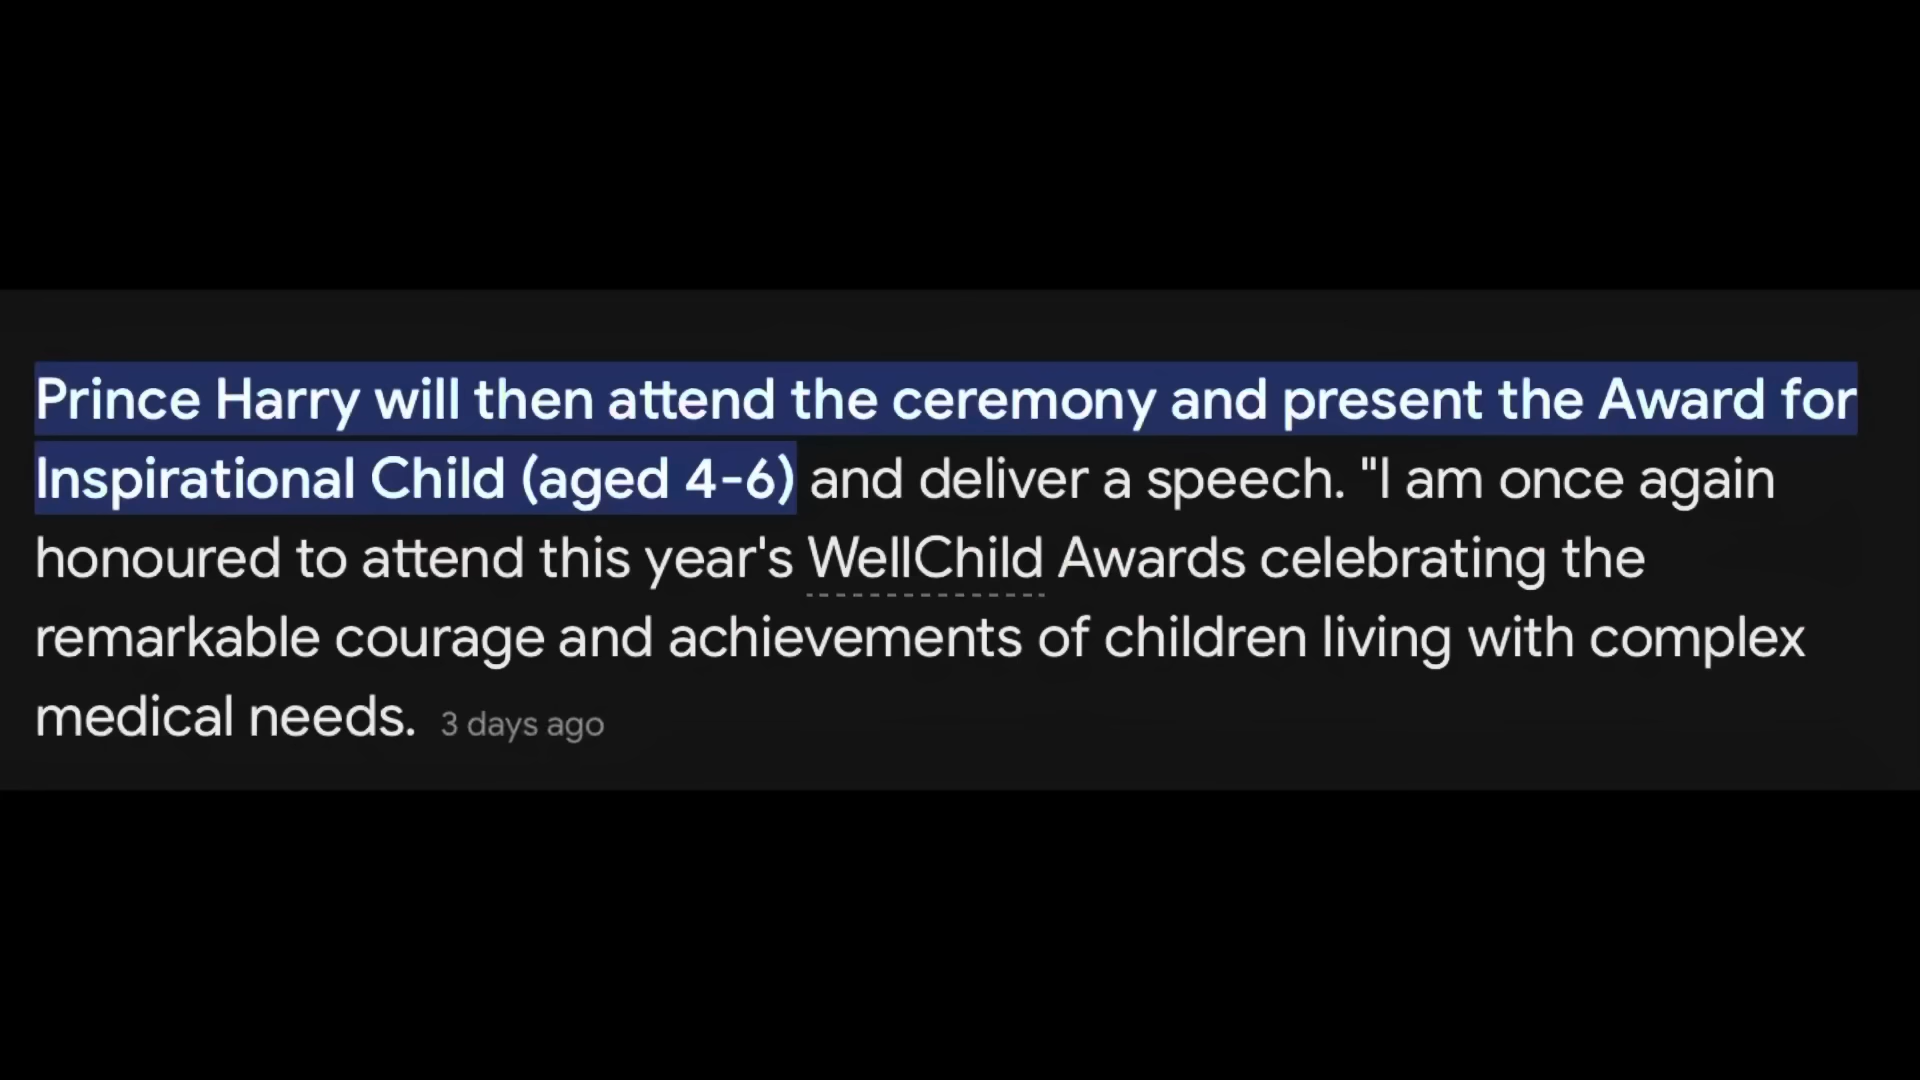 Prince Harry will then attend the ceremony and present the Award for
Inspirational Child (aged 4-6) and deliver a speech. "I am once again
honoured to attend this year's WellChild Awards celebrating the
remarkable courage and achievements of children living with complex
medical needs. 3 days ago